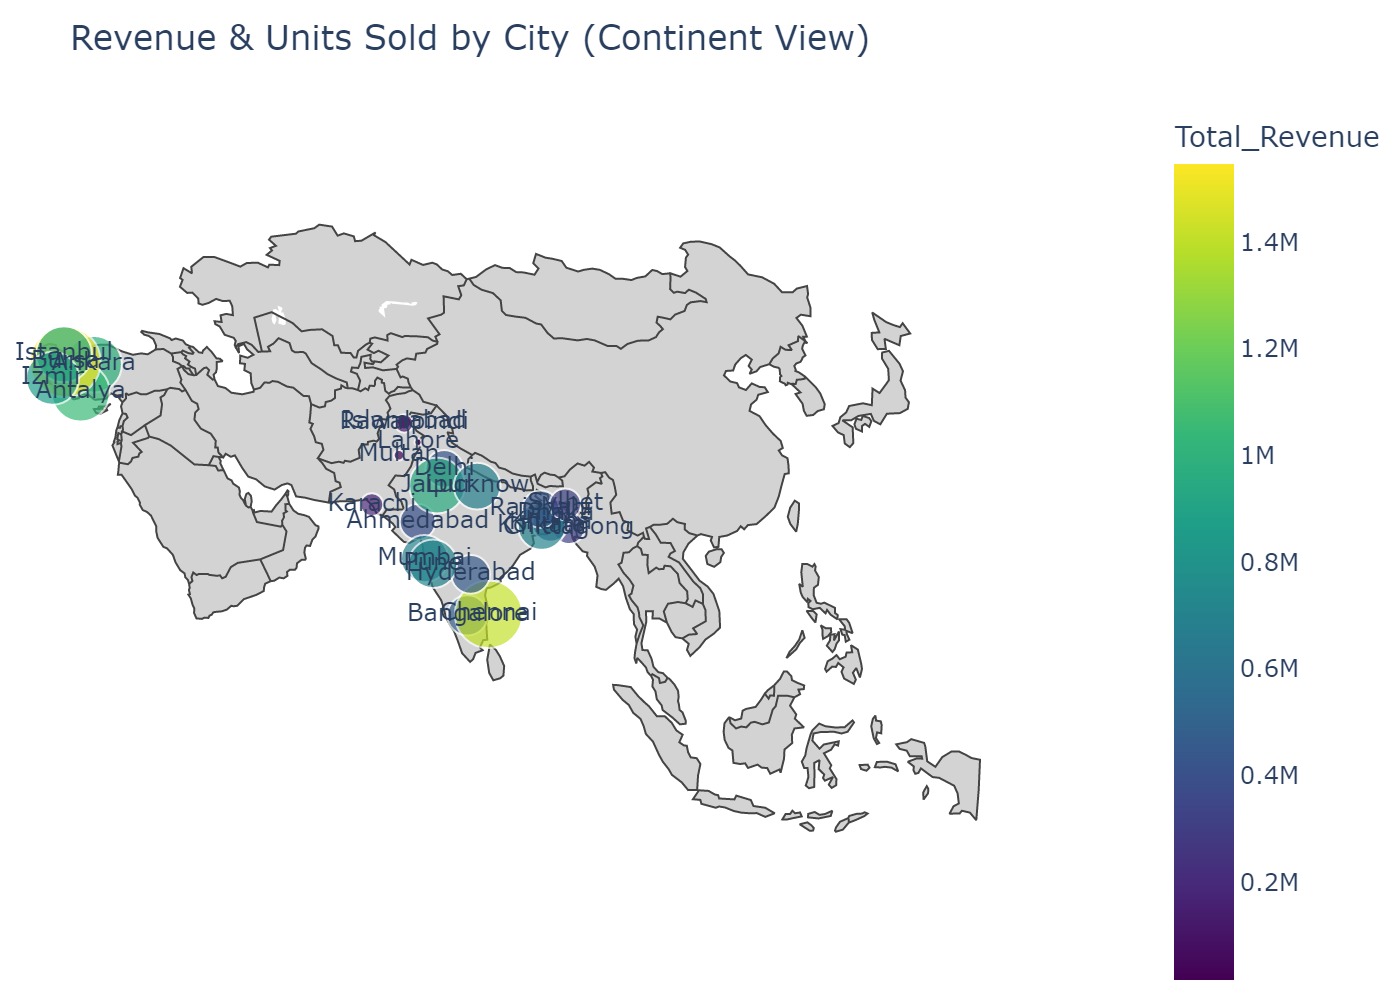 Revenue & Units Sold by City (Continent View)
Total_Revenue
1.4M
1.2M
1M
0.8M
0.6M
0.4M
0.2M
Istanbul
Bursa
Ankara
Izmir
Antalya
Islamabad
Rawalpindi
Lahore
Multan
Delhi
Jaipur
Lucknow
Karachi
Ahmedabad
Sylhet
Kolkata
Chittagong
Mumbai
Pune
Hyderabad
Bangalore
Chennai